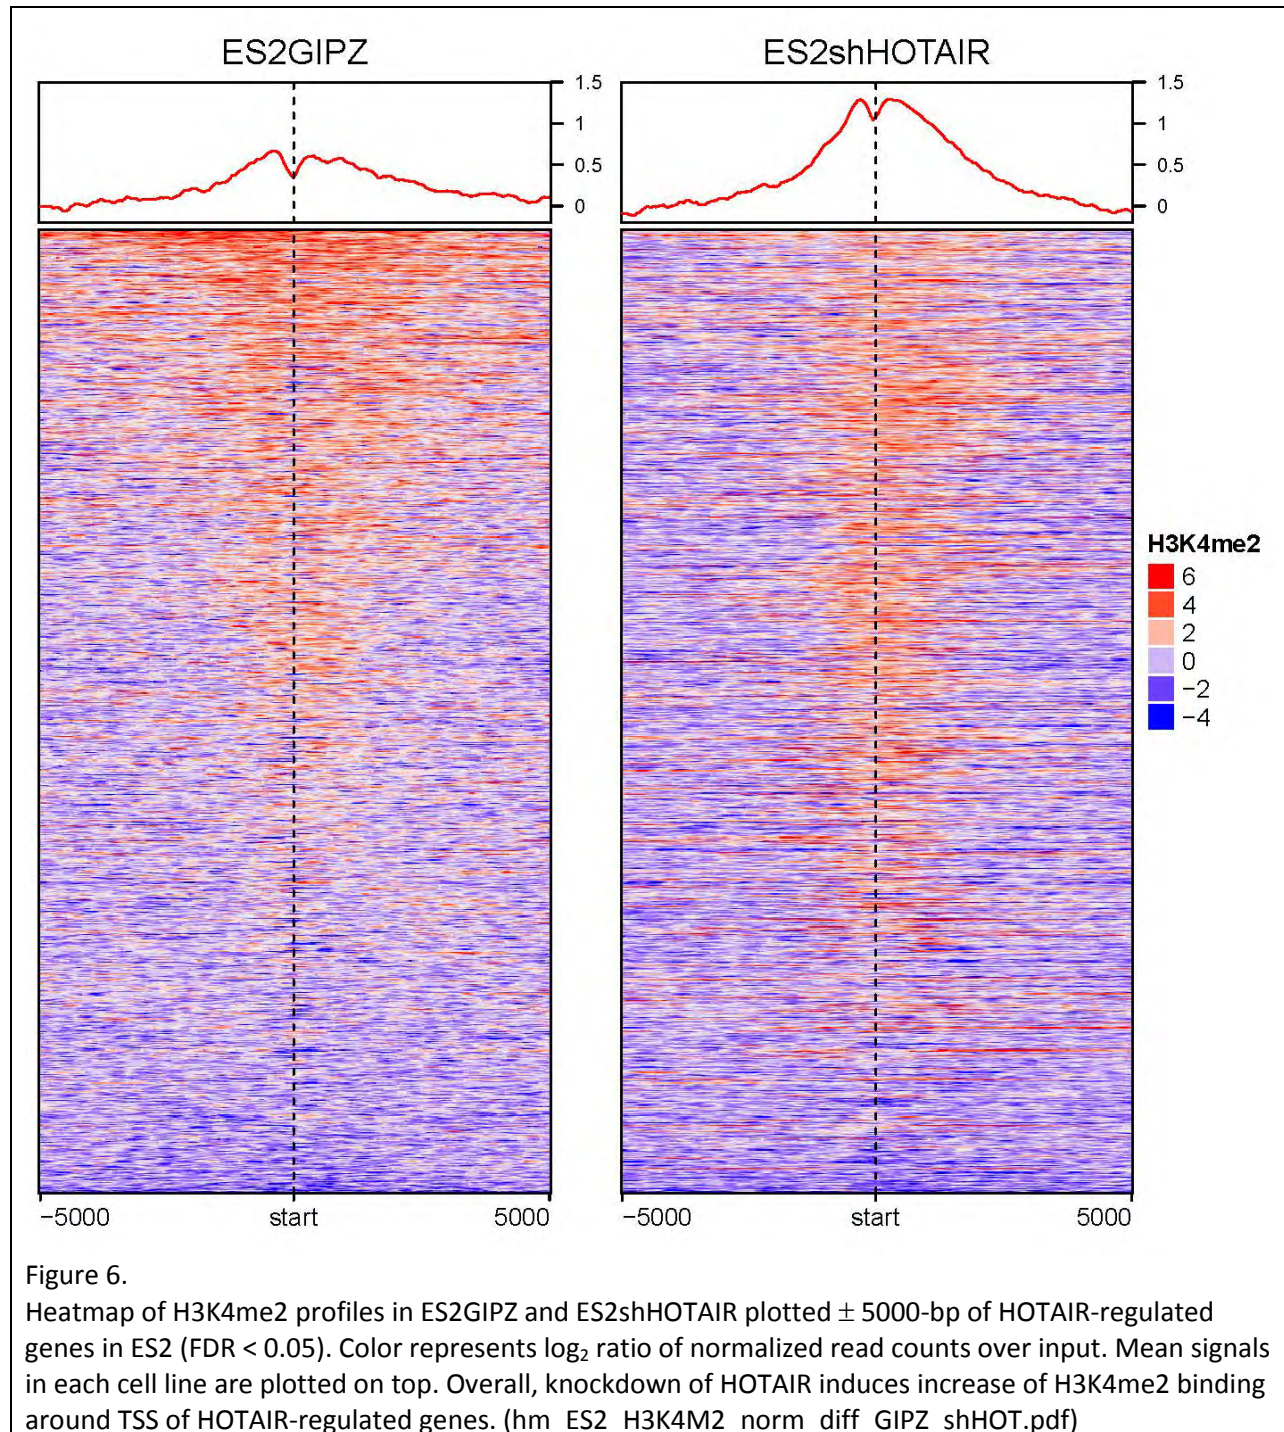 ES2GIPZ
ES2shHOTAIR
1.5
1
0.5
0
1.5
1
0.5
0
H3K4me2
6
4
2
0
−2
−4
−5000 start 5000
−5000 start 5000
Figure 6.
Heatmap of H3K4me2 profiles in ES2GIPZ and ES2shHOTAIR plotted ± 5000-bp of HOTAIR-regulated
genes in ES2 (FDR < 0.05). Color represents log₂ ratio of normalized read counts over input. Mean signals
in each cell line are plotted on top. Overall, knockdown of HOTAIR induces increase of H3K4me2 binding
around TSS of HOTAIR-regulated genes. (hm_ES2_H3K4M2_norm_diff_GIPZ_shHOT.pdf)